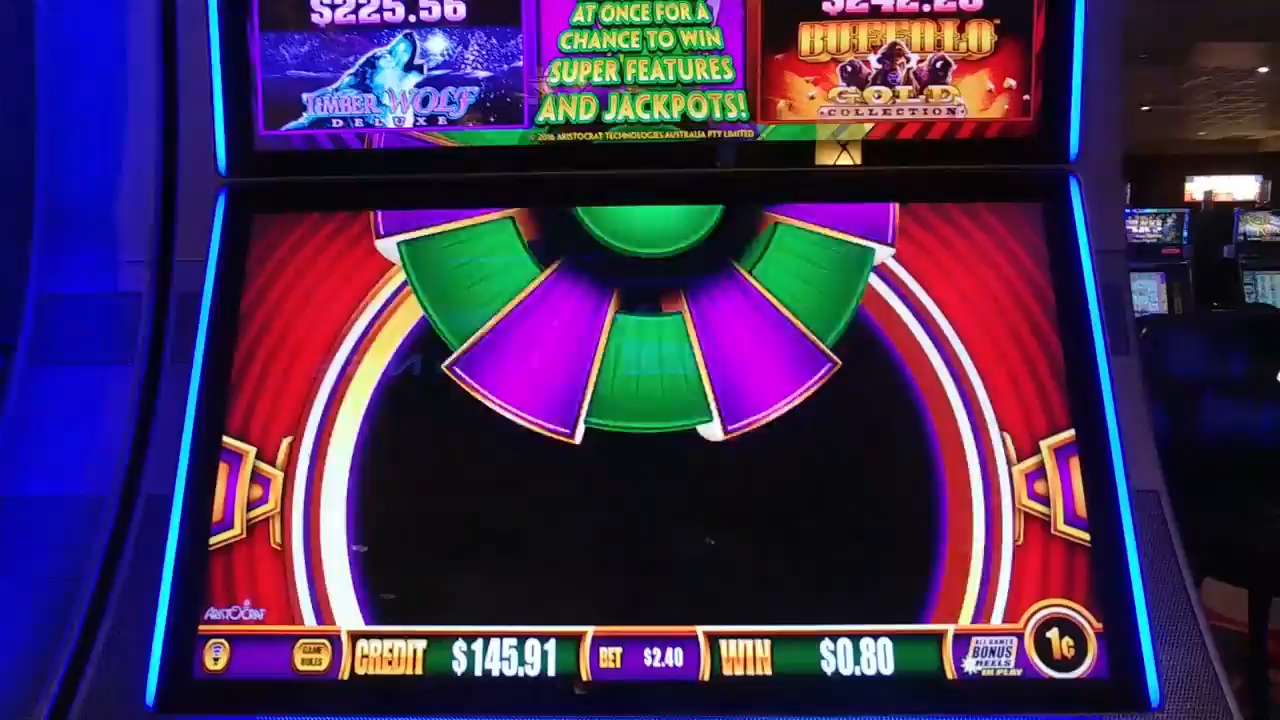 $225.56
AT ONCE FOR A
CHANCE TO WIN
SUPER FEATURES
AND JACKPOTS!
© 2016 ARISTOCRAT TECHNOLOGIES AUSTRALIA PTY LIMITED
TIMBER WOLF
DELUXE
$242.25
BUFFALO
GOLD
COLLECTION
ARISTOCRAT
GAME
RULES
CREDIT $145.91
BET $2.40
WIN $0.80
ALL GAMES
BONUS
REELS
IN PLAY
1¢